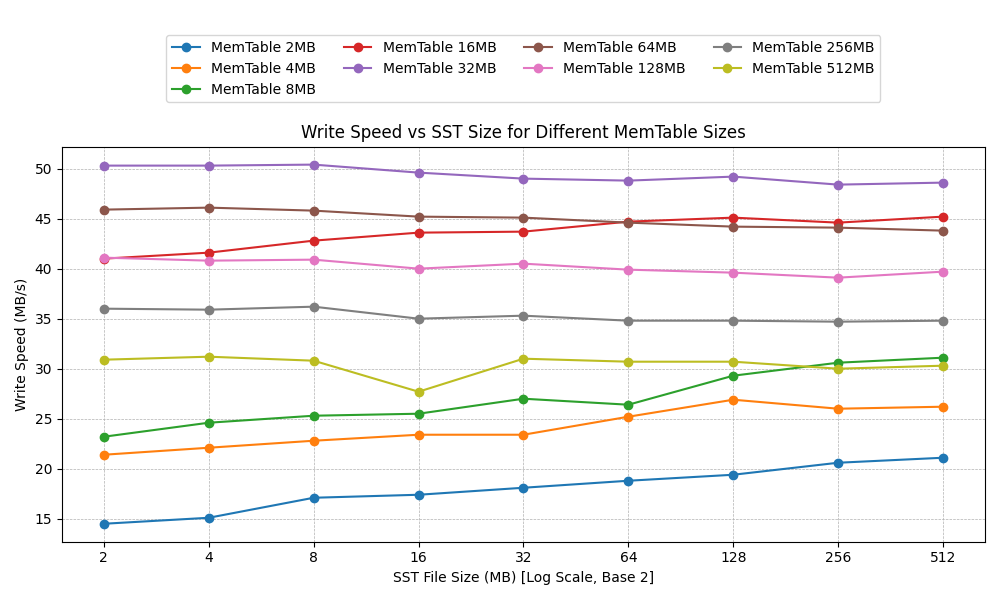 MemTable 2MB
MemTable 4MB
MemTable 8MB
MemTable 16MB
MemTable 32MB
MemTable 64MB
MemTable 128MB
MemTable 256MB
MemTable 512MB
Write Speed vs SST Size for Different MemTable Sizes
Write Speed (MB/s)
50
45
40
35
30
25
20
15
2 4 8 16 32 64 128 256 512
SST File Size (MB) [Log Scale, Base 2]